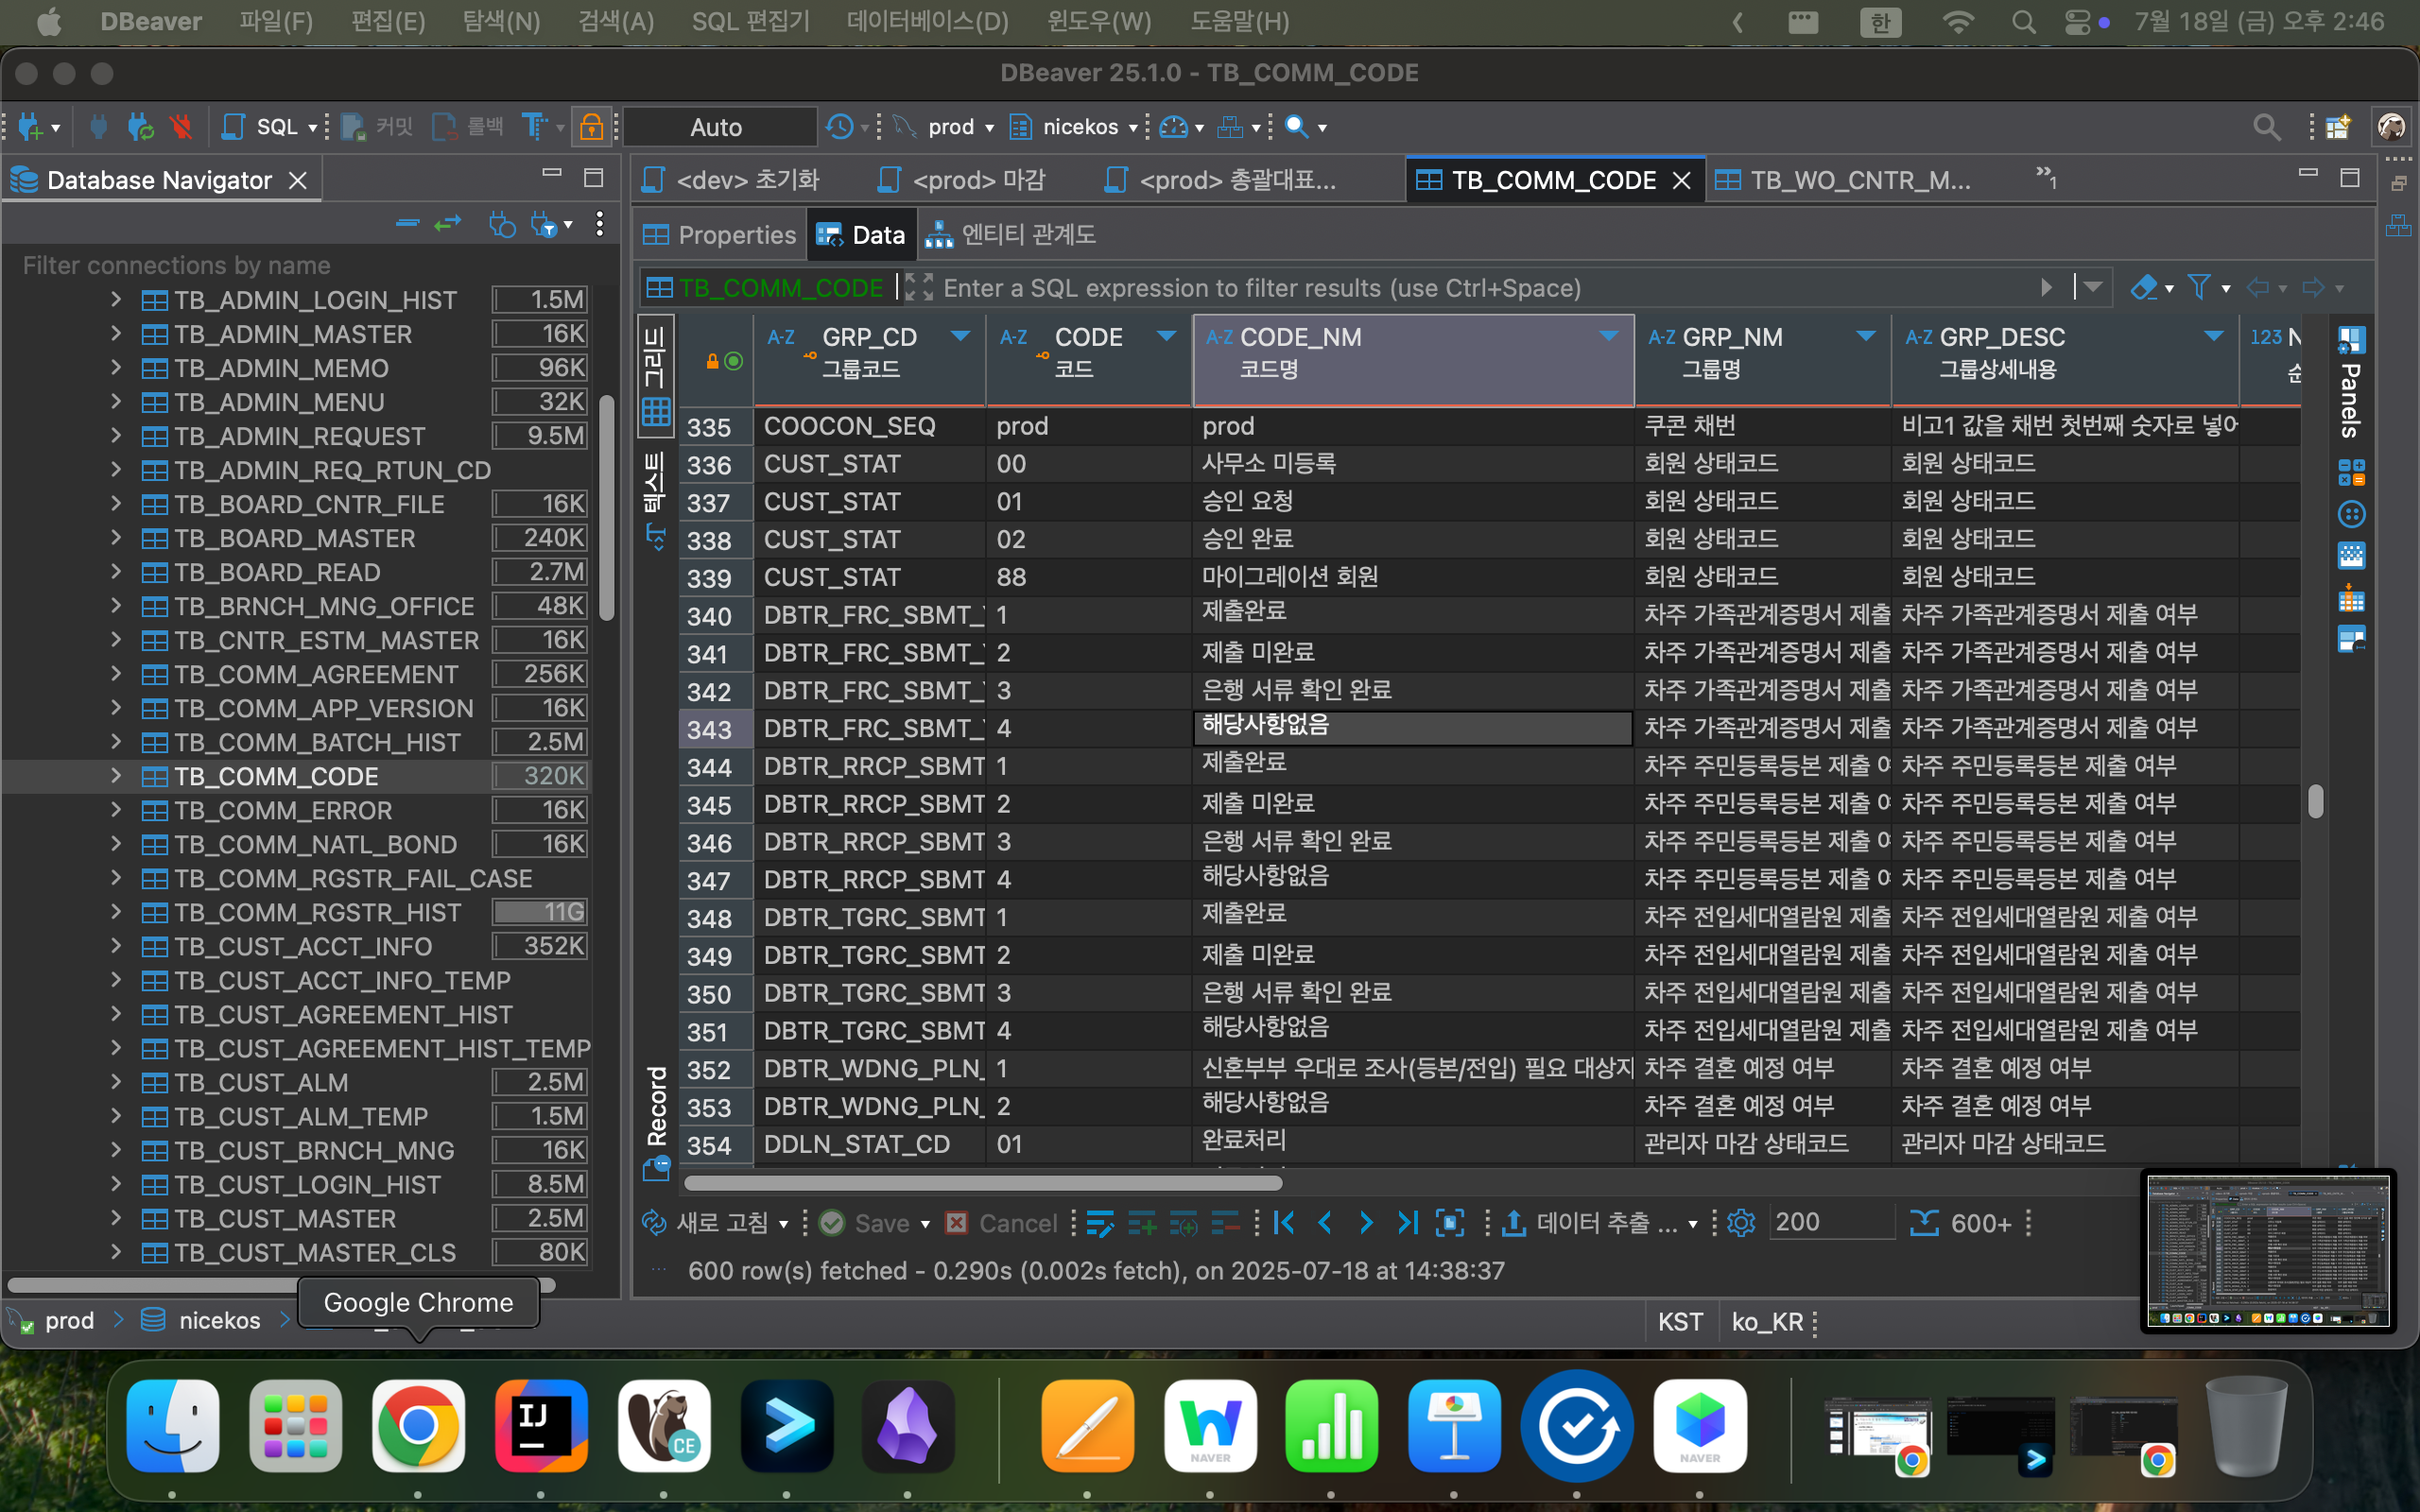 DBeaver 파일(F) 편집(E) 탐색(N) 검색(A) SQL 편집기 데이터베이스(D) 윈도우(W) 도움말(H) 한 7월 18일 (금) 오후 2:46
DBeaver 25.1.0 - TB_COMM_CODE
SQL 커밋 롤백 Auto prod nicekos
Database Navigator
Filter connections by name
TB_ADMIN_LOGIN_HIST 1.5M
TB_ADMIN_MASTER 16K
TB_ADMIN_MEMO 96K
TB_ADMIN_MENU 32K
TB_ADMIN_REQUEST 9.5M
TB_ADMIN_REQ_RTUN_CD
TB_BOARD_CNTR_FILE 16K
TB_BOARD_MASTER 240K
TB_BOARD_READ 2.7M
TB_BRNCH_MNG_OFFICE 48K
TB_CNTR_ESTM_MASTER 16K
TB_COMM_AGREEMENT 256K
TB_COMM_APP_VERSION 16K
TB_COMM_BATCH_HIST 2.5M
TB_COMM_CODE 320K
TB_COMM_ERROR 16K
TB_COMM_NATL_BOND 16K
TB_COMM_RGSTR_FAIL_CASE
TB_COMM_RGSTR_HIST 11G
TB_CUST_ACCT_INFO 352K
TB_CUST_ACCT_INFO_TEMP
TB_CUST_AGREEMENT_HIST
TB_CUST_AGREEMENT_HIST_TEMP
TB_CUST_ALM 2.5M
TB_CUST_ALM_TEMP 1.5M
TB_CUST_BRNCH_MNG 16K
TB_CUST_LOGIN_HIST 8.5M
TB_CUST_MASTER 2.5M
TB_CUST_MASTER_CLS 80K
<dev> 초기화 <prod> 마감 <prod> 총괄대표... TB_COMM_CODE TB_WO_CNTR_M... »1
Properties Data 엔티티 관계도
TB_COMM_CODE Enter a SQL expression to filter results (use Ctrl+Space)
그리드
텍스트
Record
A-Z GRP_CD A-Z CODE A-Z CODE_NM A-Z GRP_NM A-Z GRP_DESC 123 N
그룹코드 코드 코드명 그룹명 그룹상세내용 순
335 COOCON_SEQ prod prod 쿠콘 채번 비고1 값을 채번 첫번째 숫자로 넣어
336 CUST_STAT 00 사무소 미등록 회원 상태코드 회원 상태코드
337 CUST_STAT 01 승인 요청 회원 상태코드 회원 상태코드
338 CUST_STAT 02 승인 완료 회원 상태코드 회원 상태코드
339 CUST_STAT 88 마이그레이션 회원 회원 상태코드 회원 상태코드
340 DBTR_FRC_SBMT_ 1 제출완료 차주 가족관계증명서 제출 차주 가족관계증명서 제출 여부
341 DBTR_FRC_SBMT_ 2 제출 미완료 차주 가족관계증명서 제출 차주 가족관계증명서 제출 여부
342 DBTR_FRC_SBMT_ 3 은행 서류 확인 완료 차주 가족관계증명서 제출 차주 가족관계증명서 제출 여부
343 DBTR_FRC_SBMT_ 4 해당사항없음 차주 가족관계증명서 제출 차주 가족관계증명서 제출 여부
344 DBTR_RRCP_SBMT 1 제출완료 차주 주민등록등본 제출 차주 주민등록등본 제출 여부
345 DBTR_RRCP_SBMT 2 제출 미완료 차주 주민등록등본 제출 차주 주민등록등본 제출 여부
346 DBTR_RRCP_SBMT 3 은행 서류 확인 완료 차주 주민등록등본 제출 차주 주민등록등본 제출 여부
347 DBTR_RRCP_SBMT 4 해당사항없음 차주 주민등록등본 제출 차주 주민등록등본 제출 여부
348 DBTR_TGRC_SBMT 1 제출완료 차주 전입세대열람원 제출 차주 전입세대열람원 제출 여부
349 DBTR_TGRC_SBMT 2 제출 미완료 차주 전입세대열람원 제출 차주 전입세대열람원 제출 여부
350 DBTR_TGRC_SBMT 3 은행 서류 확인 완료 차주 전입세대열람원 제출 차주 전입세대열람원 제출 여부
351 DBTR_TGRC_SBMT 4 해당사항없음 차주 전입세대열람원 제출 차주 전입세대열람원 제출 여부
352 DBTR_WDNG_PLN_ 1 신혼부부 우대로 조사(등본/전입) 필요 대상자 차주 결혼 예정 여부 차주 결혼 예정 여부
353 DBTR_WDNG_PLN_ 2 해당사항없음 차주 결혼 예정 여부 차주 결혼 예정 여부
354 DDLN_STAT_CD 01 완료처리 관리자 마감 상태코드 관리자 마감 상태코드
Panels
새로 고침 Save Cancel 데이터 추출 ... 200 600+
600 row(s) fetched - 0.290s (0.002s fetch), on 2025-07-18 at 14:38:37
prod nicekos
Google Chrome
KST ko_KR
IJ
CE
NAVER
NAVER